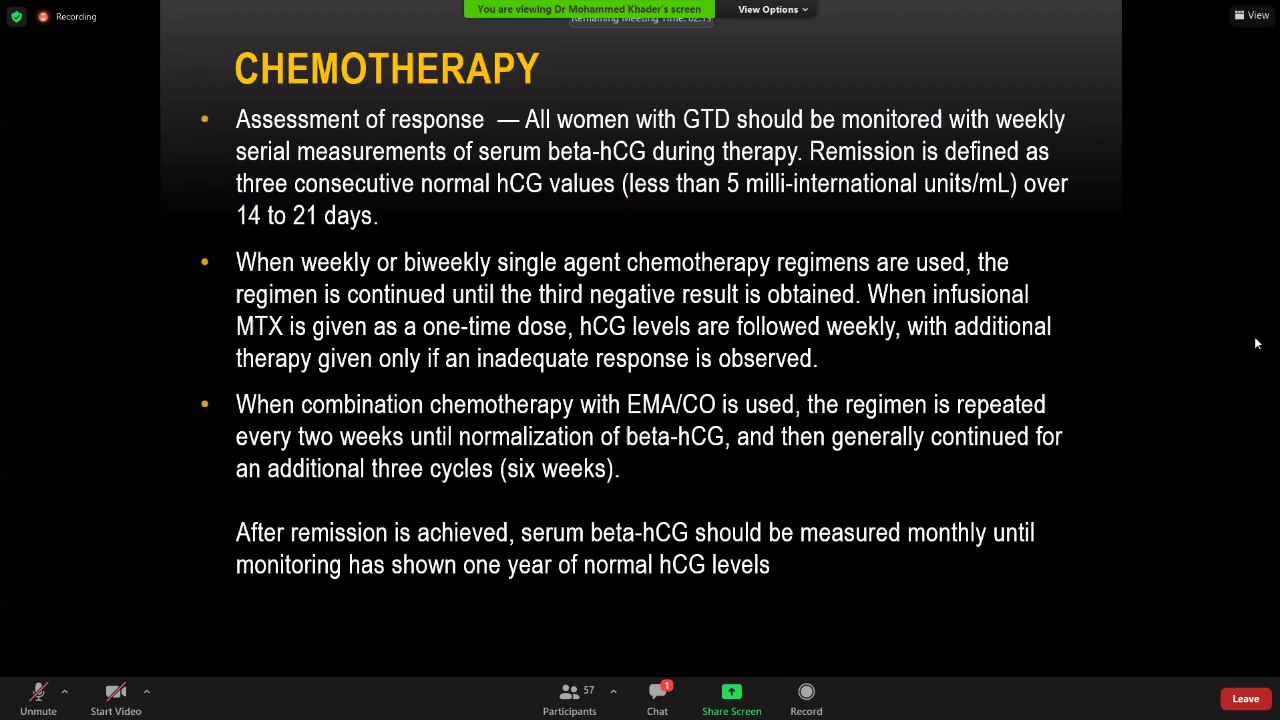 Recording
You are viewing Dr Mohammed Khader's screen
View Options
Remaining Meeting Time: 02:19
View
CHEMOTHERAPY
• Assessment of response — All women with GTD should be monitored with weekly
serial measurements of serum beta-hCG during therapy. Remission is defined as
three consecutive normal hCG values (less than 5 milli-international units/mL) over
14 to 21 days.
• When weekly or biweekly single agent chemotherapy regimens are used, the
regimen is continued until the third negative result is obtained. When infusional
MTX is given as a one-time dose, hCG levels are followed weekly, with additional
therapy given only if an inadequate response is observed.
• When combination chemotherapy with EMA/CO is used, the regimen is repeated
every two weeks until normalization of beta-hCG, and then generally continued for
an additional three cycles (six weeks).
After remission is achieved, serum beta-hCG should be measured monthly until
monitoring has shown one year of normal hCG levels
Unmute
Start Video
57
Participants
1
Chat
Share Screen
Record
Leave